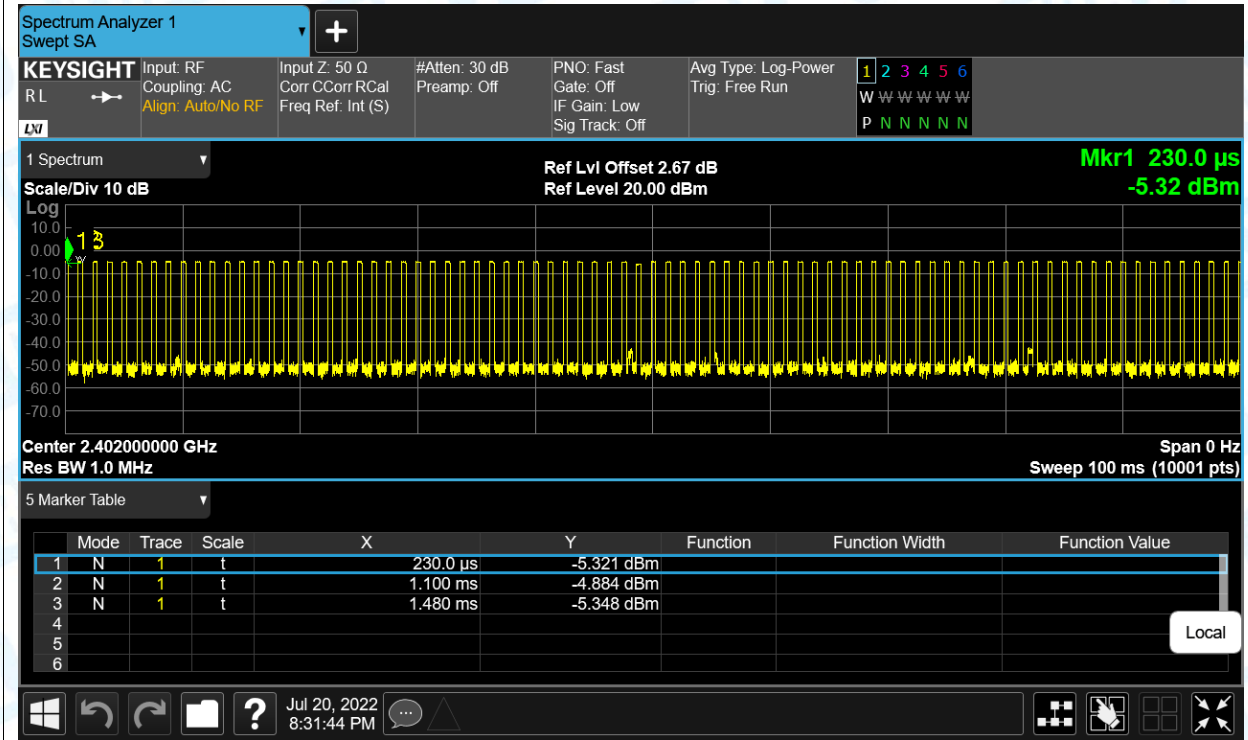 Spectrum Analyzer 1
Swept SA
▼
+
KEYSIGHT Input: RF Input Z: 50 Ω #Atten: 30 dB PNO: Fast Avg Type: Log-Power 1 2 3 4 5 6
R L Coupling: AC Corr CCorr RCal Preamp: Off Gate: Off Trig: Free Run W W W W W W
Align: Auto/No RF Freq Ref: Int (S) IF Gain: Low
LXI Sig Track: Off P N N N N N
1 Spectrum ▼
Ref Lvl Offset 2.67 dB Mkr1 230.0 µs
Scale/Div 10 dB Ref Level 20.00 dBm -5.32 dBm
Log
10.0
0.00 1 3
-10.0
-20.0
-30.0
-40.0
-50.0
-60.0
-70.0
Center 2.402000000 GHz Span 0 Hz
Res BW 1.0 MHz Sweep 100 ms (10001 pts)
5 Marker Table ▼
Mode Trace Scale X Y Function Function Width Function Value
1 N 1 t 230.0 µs -5.321 dBm
2 N 1 t 1.100 ms -4.884 dBm
3 N 1 t 1.480 ms -5.348 dBm
4
5
6
Local
? Jul 20, 2022
8:31:44 PM